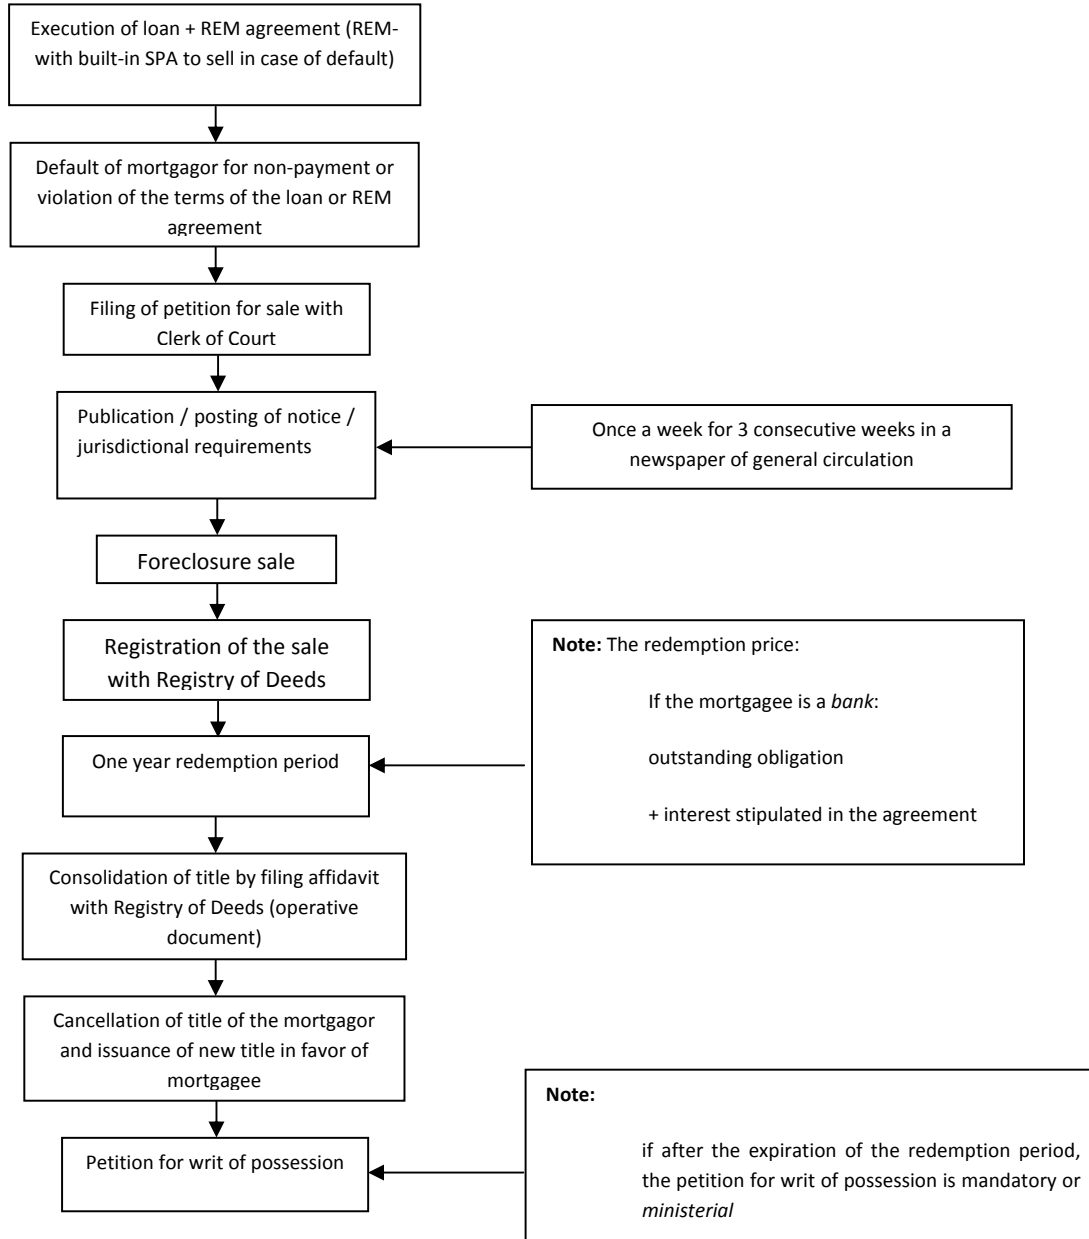 Execution of loan + REM agreement (REM-
with built-in SPA to sell in case of default)
Default of mortgagor for non-payment or
violation of the terms of the loan or REM
agreement
Filing of petition for sale with
Clerk of Court
Publication / posting of notice /
jurisdictional requirements
Once a week for 3 consecutive weeks in a
newspaper of general circulation
Foreclosure sale
Registration of the sale
with Registry of Deeds
Note: The redemption price:
If the mortgagee is a bank:
outstanding obligation
+ interest stipulated in the agreement
One year redemption period
Consolidation of title by filing affidavit
with Registry of Deeds (operative
document)
Cancellation of title of the mortgagor
and issuance of new title in favor of
mortgagee
Petition for writ of possession
Note:
if after the expiration of the redemption period,
the petition for writ of possession is mandatory or
ministerial